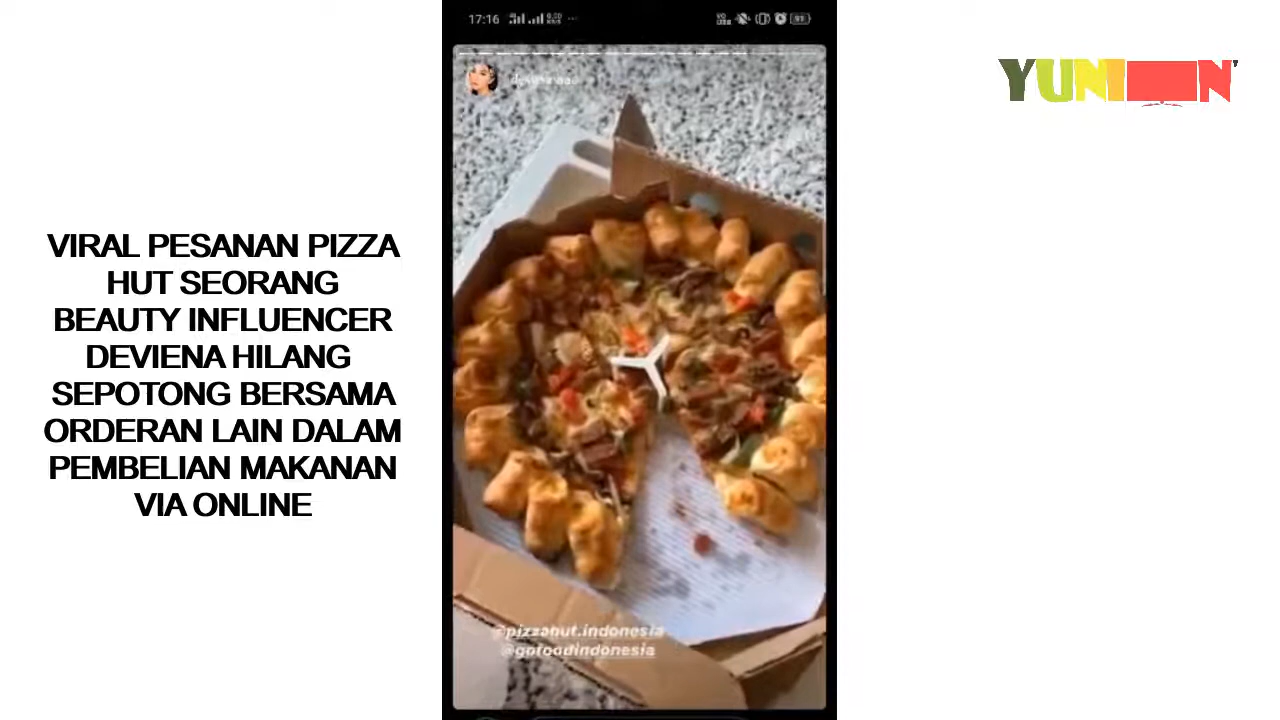 17:16
YUNI N
VIRAL PESANAN PIZZA
HUT SEORANG
BEAUTY INFLUENCER
DEVIENA HILANG
SEPOTONG BERSAMA
ORDERAN LAIN DALAM
PEMBELIAN MAKANAN
VIA ONLINE
@pizzahut.indonesia
@gofoodindonesia